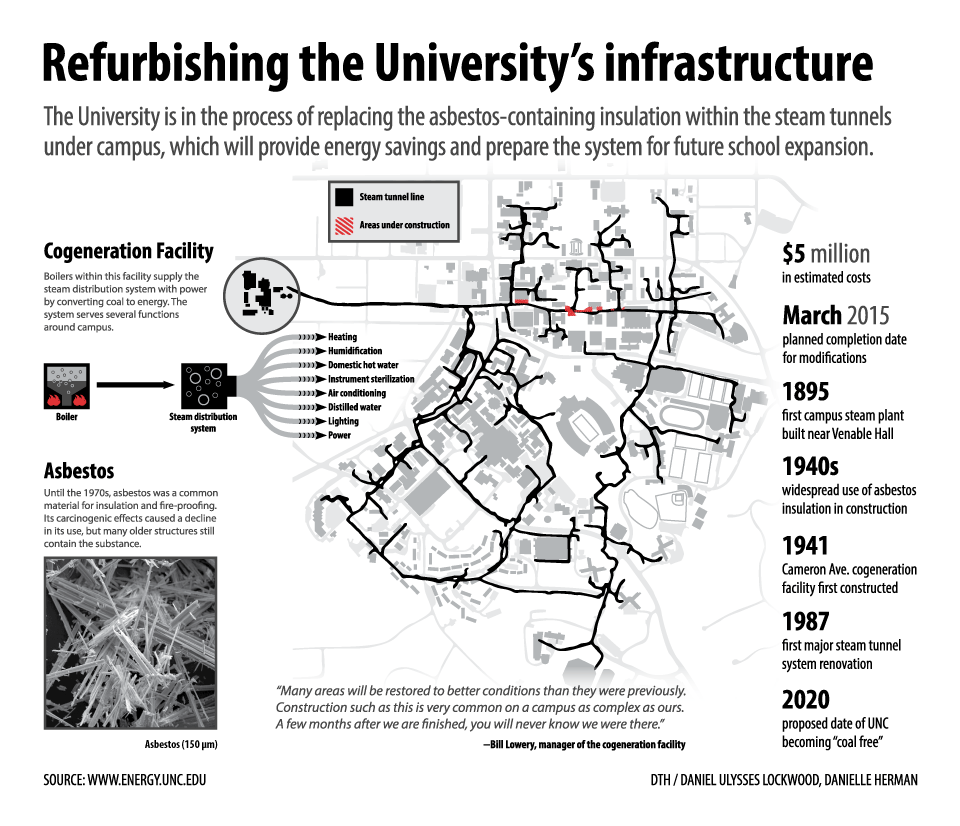 Refurbishing the University's infrastructure
The University is in the process of replacing the asbestos-containing insulation within the steam tunnels
under campus, which will provide energy savings and prepare the system for future school expansion.
Steam tunnel line
Areas under construction
Cogeneration Facility
Boilers within this facility supply the
steam distribution system with power
by converting coal to energy. The
system serves several functions
around campus.
Boiler
Steam distribution
system
Heating
Humidification
Domestic hot water
Instrument sterilization
Air conditioning
Distilled water
Lighting
Power
Asbestos
Until the 1970s, asbestos was a common
material for insulation and fire-proofing.
Its carcinogenic effects caused a decline
in its use, but many older structures still
contain the substance.
Asbestos (150 µm)
$5 million
in estimated costs
March 2015
planned completion date
for modifications
1895
first campus steam plant
built near Venable Hall
1940s
widespread use of asbestos
insulation in construction
1941
Cameron Ave. cogeneration
facility first constructed
1987
first major steam tunnel
system renovation
2020
proposed date of UNC
becoming "coal free"
"Many areas will be restored to better conditions than they were previously.
Construction such as this is very common on a campus as complex as ours.
A few months after we are finished, you will never know we were there."
—Bill Lowery, manager of the cogeneration facility
SOURCE: WWW.ENERGY.UNC.EDU
DTH / DANIEL ULYSSES LOCKWOOD, DANIELLE HERMAN